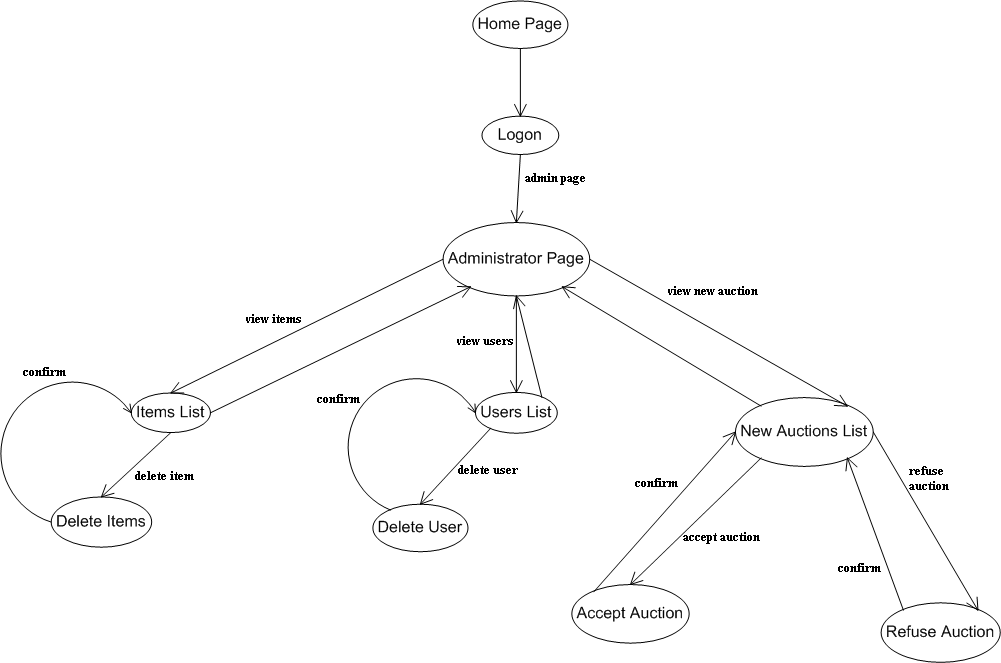 Home Page
Logon
admin page
Administrator Page
view new auction
view items
view users
confirm
confirm
Items List
Users List
New Auctions List
delete item
delete user
confirm
refuse
auction
Delete Items
Delete User
accept auction
confirm
Accept Auction
Refuse Auction